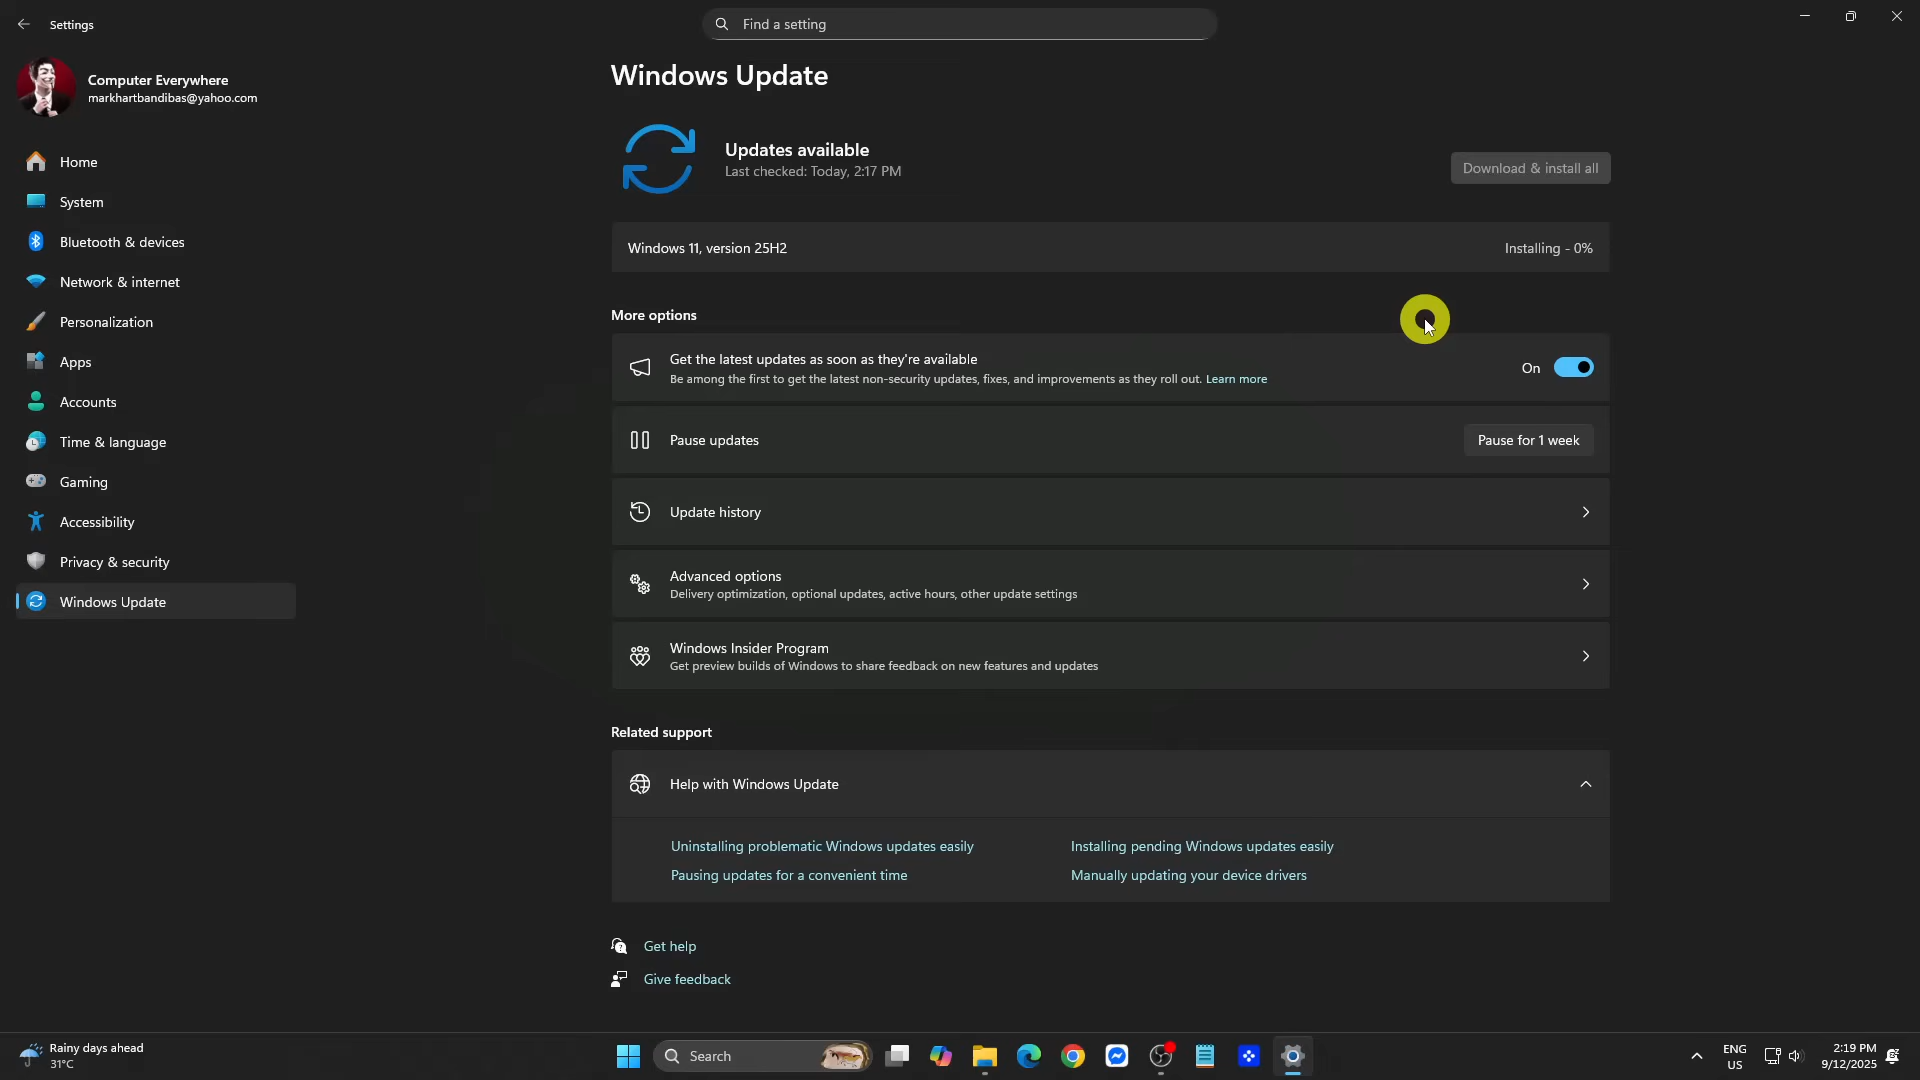 Settings
Find a setting
Computer Everywhere
markhartbandibas@yahoo.com
Home
System
Bluetooth & devices
Network & internet
Personalization
Apps
Accounts
Time & language
Gaming
Accessibility
Privacy & security
Windows Update
Windows Update
Updates available
Last checked: Today, 2:17 PM
Download & install all
Windows 11, version 25H2
Installing - 0%
More options
Get the latest updates as soon as they're available
Be among the first to get the latest non-security updates, fixes, and improvements as they roll out. Learn more
On
Pause updates
Pause for 1 week
Update history
Advanced options
Delivery optimization, optional updates, active hours, other update settings
Windows Insider Program
Get preview builds of Windows to share feedback on new features and updates
Related support
Help with Windows Update
Uninstalling problematic Windows updates easily
Installing pending Windows updates easily
Pausing updates for a convenient time
Manually updating your device drivers
Get help
Give feedback
Rainy days ahead
31°C
Search
ENG
US
2:19 PM
9/12/2025